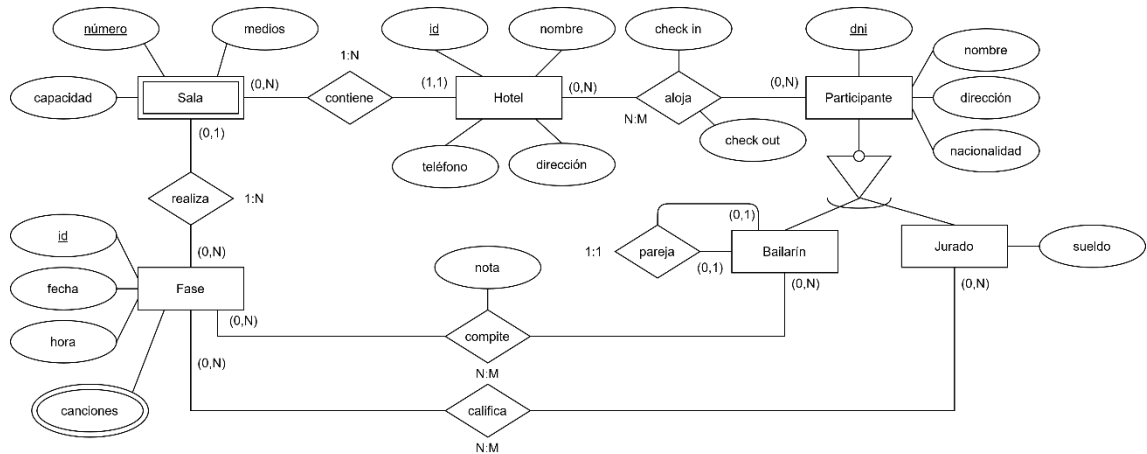 número
medios
id
nombre
check in
dni
nombre
1:N
capacidad
Sala
(0,N)
contiene
(1,1)
Hotel
(0,N)
aloja
(0,N)
Participante
dirección
N:M
(0,1)
teléfono
dirección
check out
nacionalidad
realiza
1:N
id
(0,1)
1:1
pareja
Bailarín
Jurado
sueldo
(0,N)
nota
(0,1)
fecha
Fase
(0,N)
(0,N)
(0,N)
hora
compite
(0,N)
N:M
canciones
califica
N:M